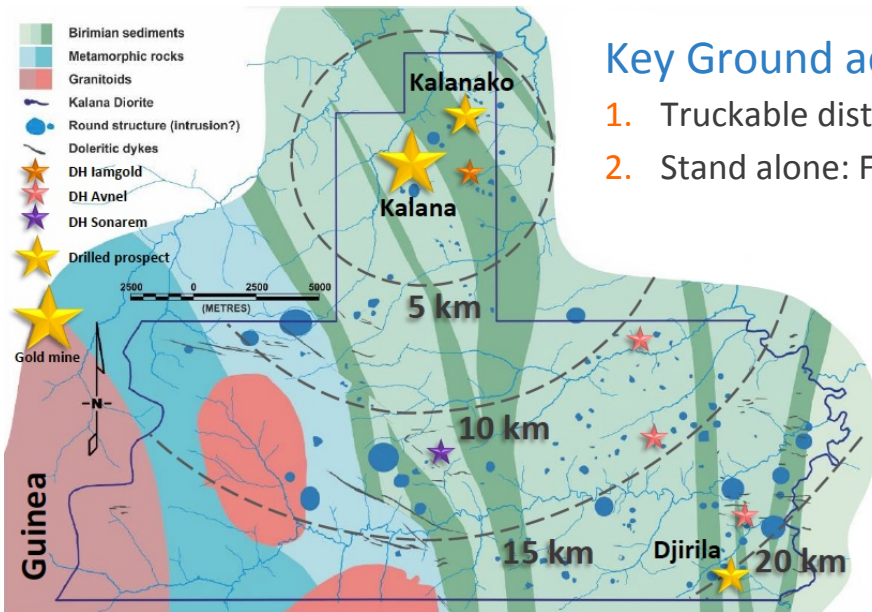 Birimian sediments
Metamorphic rocks
Granitoids
Kalana Diorite
Round structure (intrusion?)
Doleritic dykes
DH Iamgold
DH Avnel
DH Sonarem
Drilled prospect
Gold mine
Key Ground
1. Truckable
2. Stand alone:
Kalanako
Kalana
2500 0 2500 5000
(METRES)
5 km
N
10 km
15 km
Djirila
20 km
Guinea